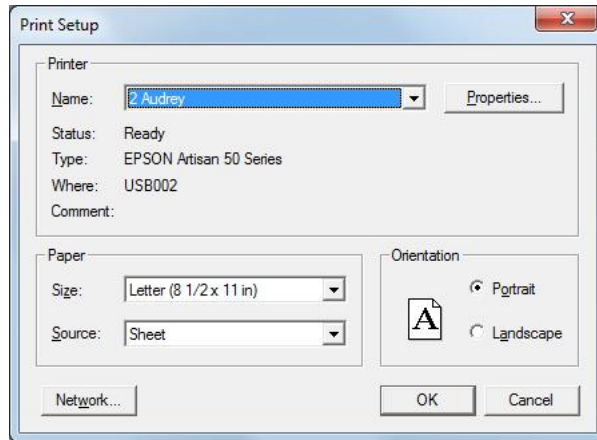 Print Setup
Printer
Name: 2 Audrey Properties...
Status: Ready
Type: EPSON Artisan 50 Series
Where: USB002
Comment:
Paper
Size: Letter (8 1/2 x 11 in)
Source: Sheet
Orientation
A
Portrait
Landscape
Network... OK Cancel